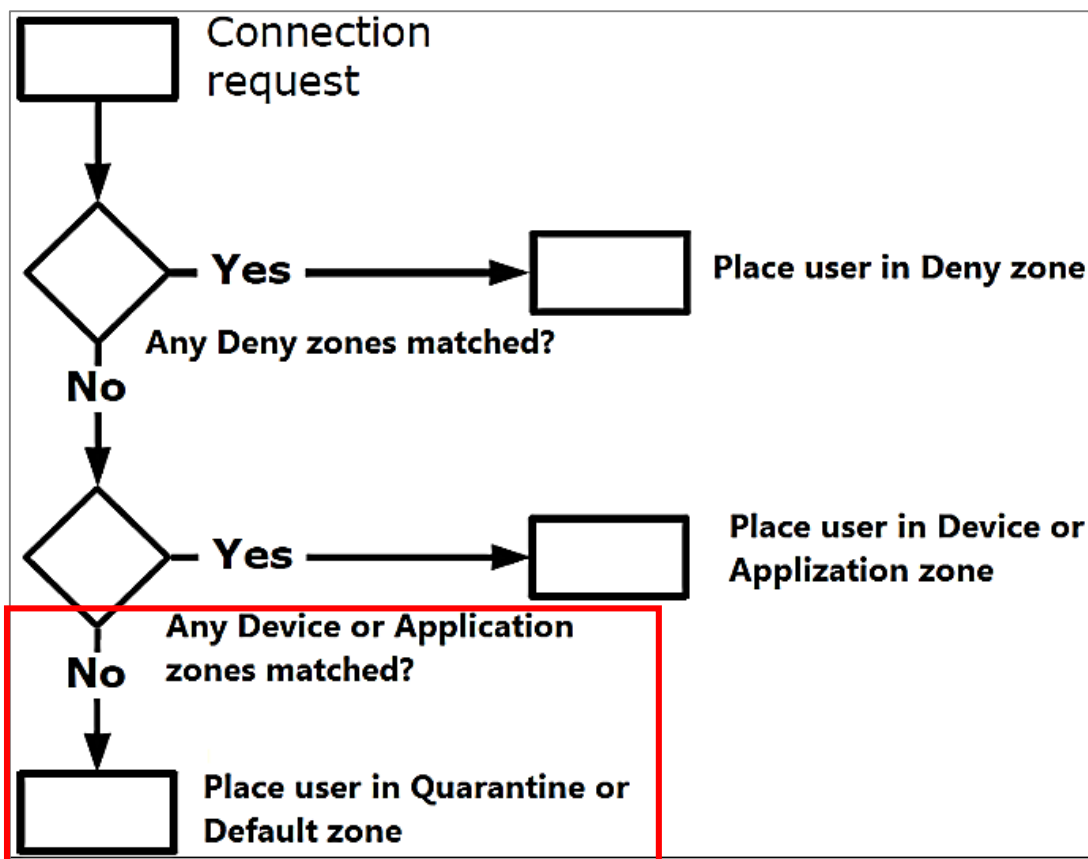 Connection
request
Yes
Place user in Deny zone
Any Deny zones matched?
No
Yes
Place user in Device or
Applization zone
Any Device or Application
zones matched?
No
Place user in Quarantine or
Default zone